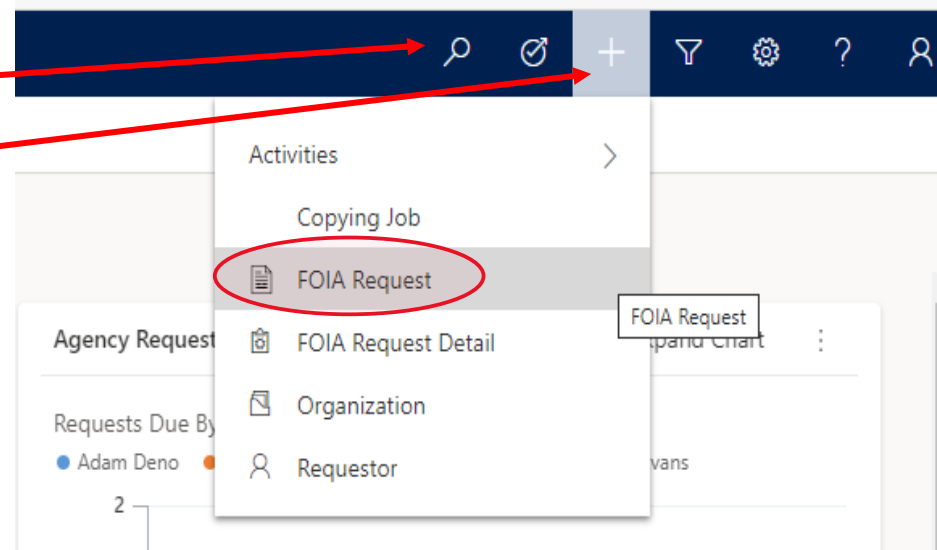 ?
Activities
Copying Job
FOIA Request
FOIA Request
Agency Request
FOIA Request Detail
Chart
Organization
Requests Due By
Adam Deno
Requestor
vans
2